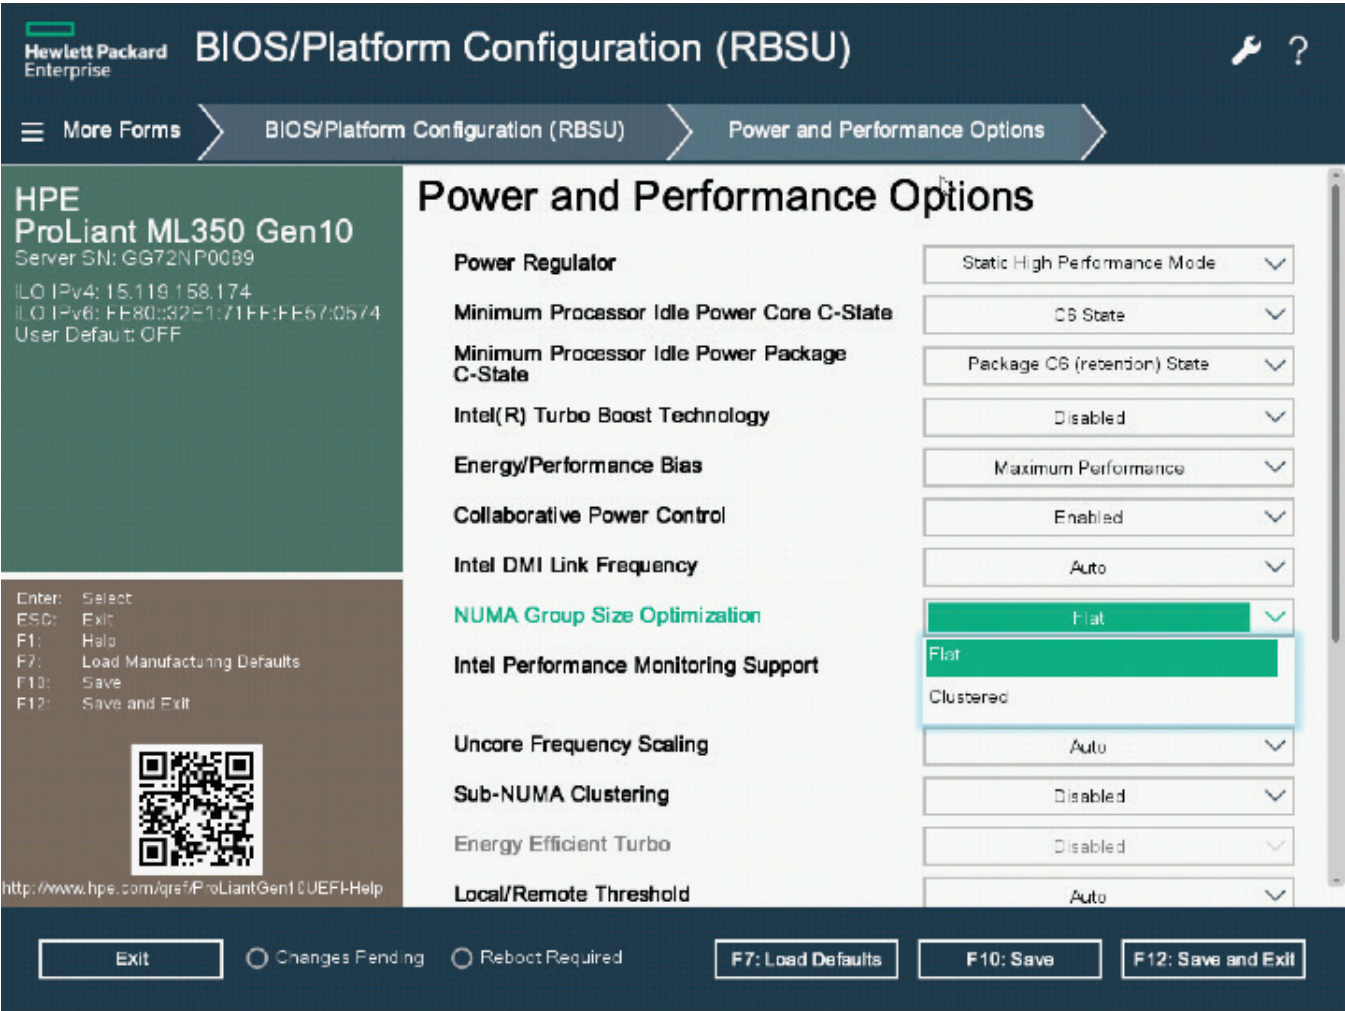 Hewlett Packard
Enterprise
BIOS/Platform Configuration (RBSU)
?
More Forms
BIOS/Platform Configuration (RBSU)
Power and Performance Options
HPE
ProLiant ML350 Gen10
Server SN: GG72NP0089
iLO IPv4: 15.119.158.174
iLO IPv6: FE80::32E1:71FF:FE57:0574
User Default: OFF
Enter: Select
ESC: Exit
F1: Help
F7: Load Manufacturing Defaults
F10: Save
F12: Save and Exit
http://www.hpe.com/qref/ProLiantGen10UEFI-Help
Power and Performance Options
Power Regulator Static High Performance Mode
Minimum Processor Idle Power Core C-State C6 State
Minimum Processor Idle Power Package
C-State Package C6 (retention) State
Intel(R) Turbo Boost Technology Disabled
Energy/Performance Bias Maximum Performance
Collaborative Power Control Enabled
Intel DMI Link Frequency Auto
NUMA Group Size Optimization Flat
Flat
Intel Performance Monitoring Support
Clustered
Uncore Frequency Scaling Auto
Sub-NUMA Clustering Disabled
Energy Efficient Turbo Disabled
Local/Remote Threshold Auto
Exit
Changes Pending
Reboot Required
F7: Load Defaults
F10: Save
F12: Save and Exit